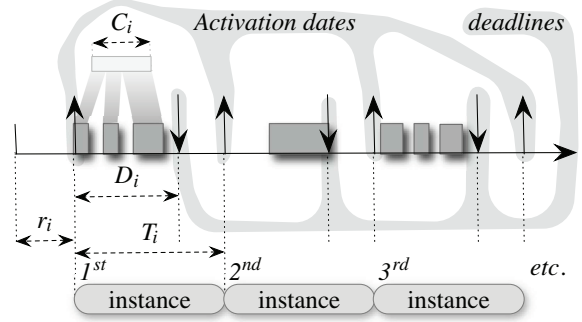 C_i Activation dates deadlines
D_i
r_i T_i
1^st 2^nd 3^rd etc.
instance instance instance